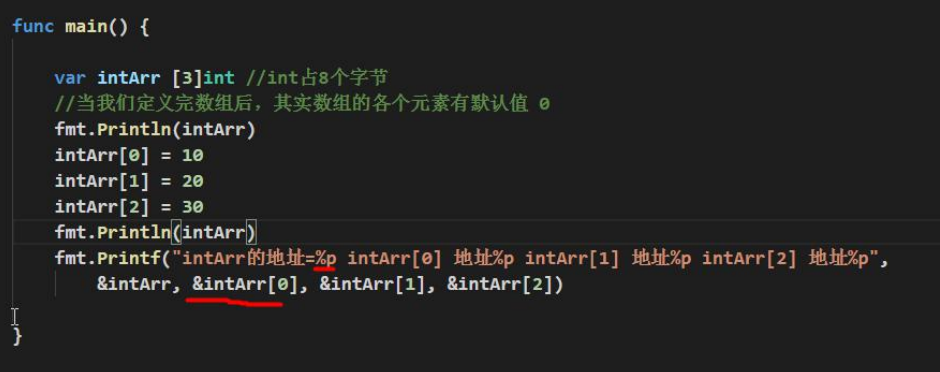 func main() {
var intArr [3]int //int占8个字节
//当我们定义完数组后，其实数组的各个元素有默认值 0
fmt.Println(intArr)
intArr[0] = 10
intArr[1] = 20
intArr[2] = 30
fmt.Println(intArr)
fmt.Printf("intArr的地址=%p intArr[0] 地址%p intArr[1] 地址%p intArr[2] 地址%p",
&intArr, &intArr[0], &intArr[1], &intArr[2])
}